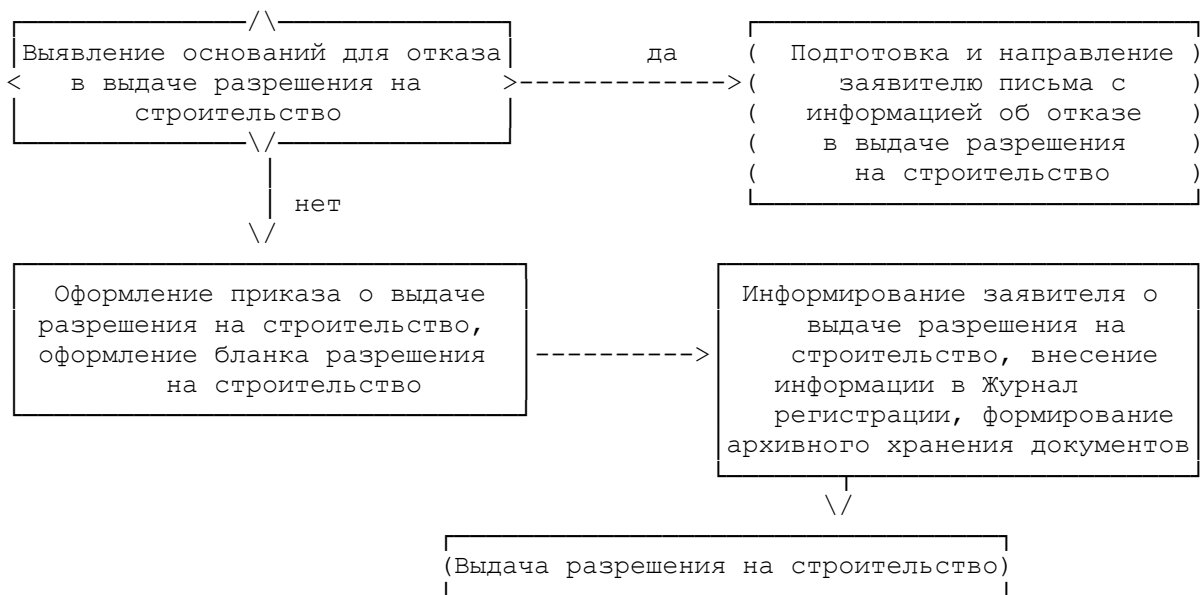 Выявление оснований для отказа
в выдаче разрешения на
строительство
да
Подготовка и направление
заявителю письма с
информацией об отказе
в выдаче разрешения
на строительство
нет
Оформление приказа о выдаче
разрешения на строительство,
оформление бланка разрешения
на строительство
Информирование заявителя о
выдаче разрешения на
строительство, внесение
информации в Журнал
регистрации, формирование
архивного хранения документов
(Выдача разрешения на строительство)